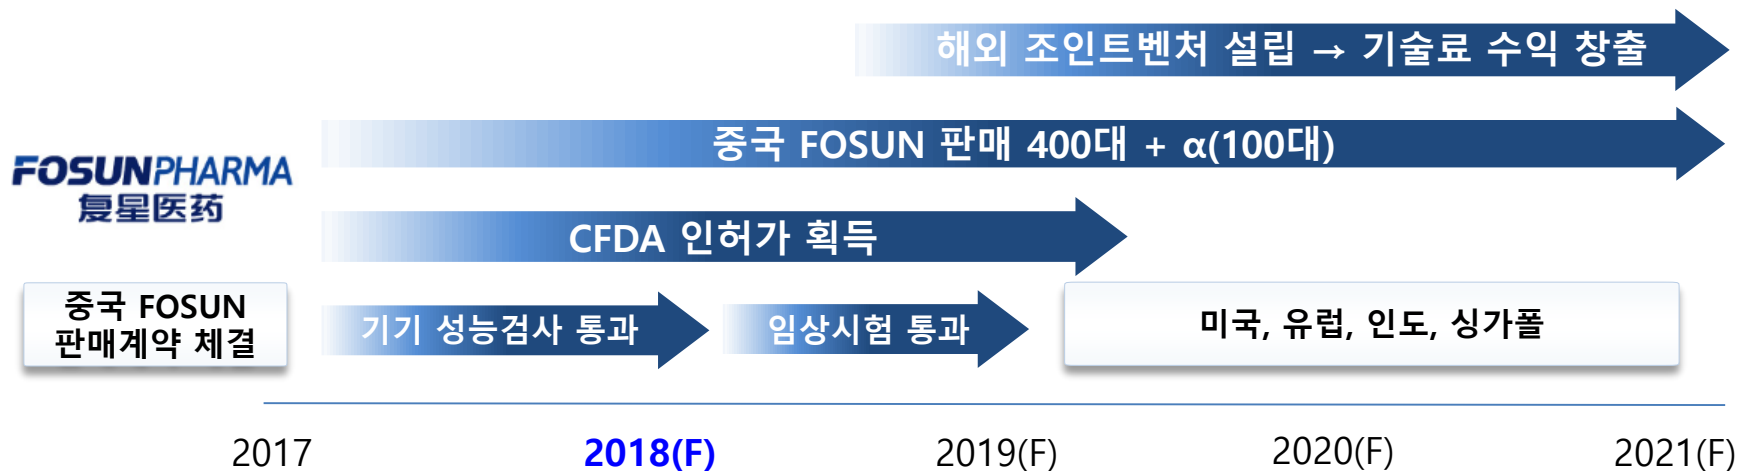 해외 조인트벤처 설립 → 기술료 수익 창출
중국 FOSUN 판매 400대 + α(100대)
FOSUNPHARMA
复星医药
CFDA 인허가 획득
중국 FOSUN
판매계약 체결
기기 성능검사 통과
임상시험 통과
미국, 유럽, 인도, 싱가폴
2017
2018(F)
2019(F)
2020(F)
2021(F)